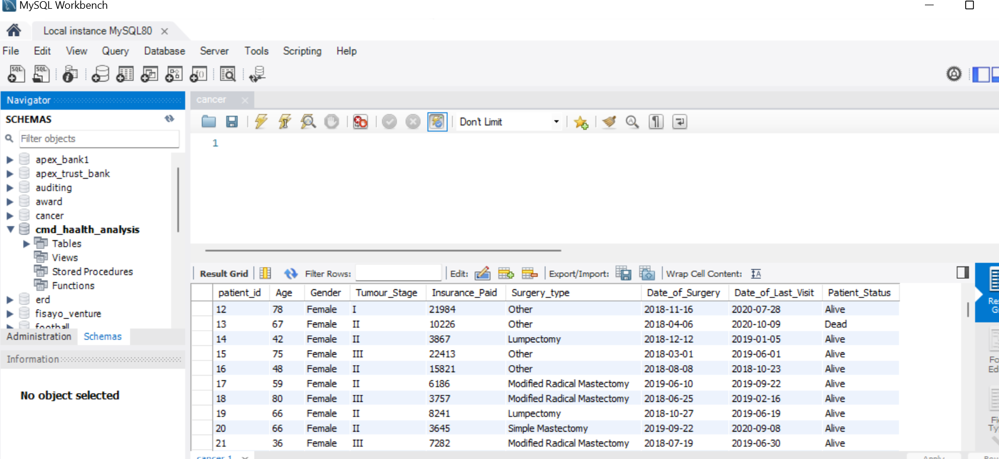 MySQL Workbench
Local instance MySQL80
File Edit View Query Database Server Tools Scripting Help
Navigator
SCHEMAS
Filter objects
apex_bank1
apex_trust_bank
auditing
award
cancer
cmd_haalth_analysis
Tables
Views
Stored Procedures
Functions
erd
fisayo_venture
football
Administration Schemas
Information
No object selected
cancer
Don't Limit
1
Result Grid Filter Rows: Edit: Export/Import: Wrap Cell Content:
patient_id Age Gender Tumour_Stage Insurance_Paid Surgery_type Date_of_Surgery Date_of_Last_Visit Patient_Status
12 78 Female I 21984 Other 2018-11-16 2020-07-28 Alive
13 67 Female II 10226 Other 2018-04-06 2020-10-09 Dead
14 42 Female II 3867 Lumpectomy 2018-12-12 2019-01-05 Alive
15 75 Female III 22413 Other 2018-03-01 2019-06-01 Alive
16 48 Female II 15821 Other 2018-08-08 2018-10-23 Alive
17 59 Female II 6186 Modified Radical Mastectomy 2019-06-10 2019-09-22 Alive
18 80 Female III 3757 Modified Radical Mastectomy 2018-06-25 2019-02-16 Alive
19 66 Female II 8241 Lumpectomy 2018-10-27 2019-06-19 Alive
20 66 Female II 3645 Simple Mastectomy 2019-09-22 2020-09-08 Alive
21 36 Female III 7282 Modified Radical Mastectomy 2018-07-19 2019-06-30 Alive
cancer 1
Apply